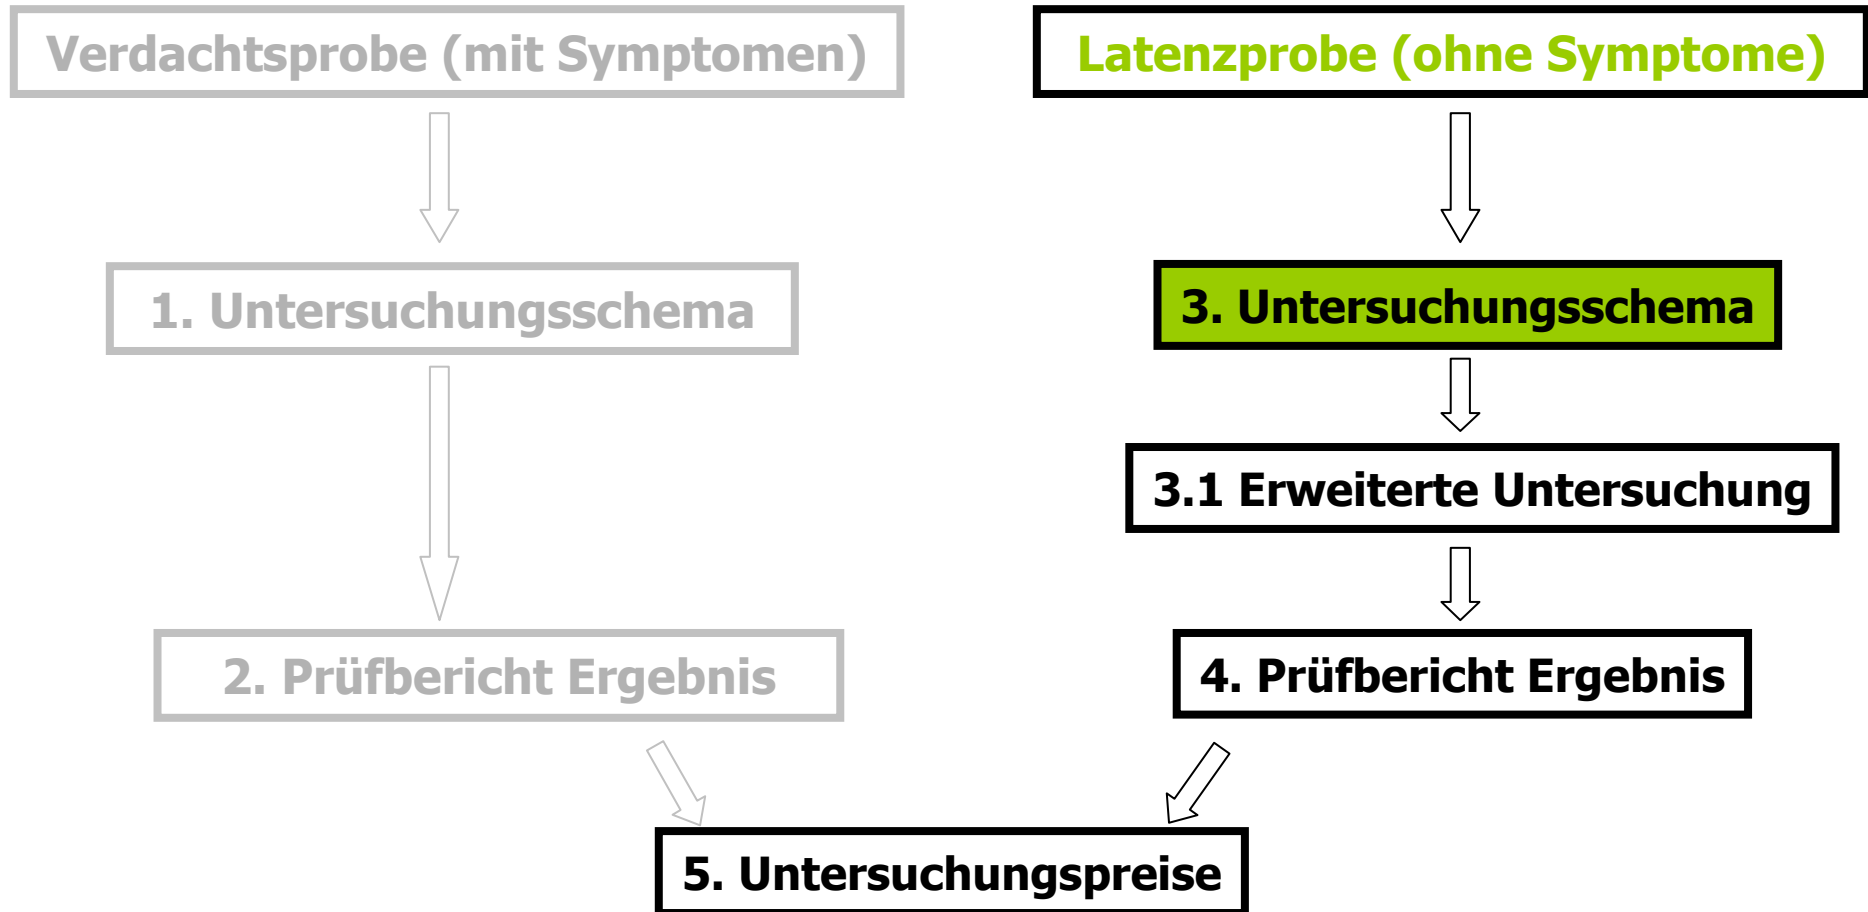 Verdachtsprobe (mit Symptomen)
Latenzprobe (ohne Symptome)
1. Untersuchungsschema
3. Untersuchungsschema
3.1 Erweiterte Untersuchung
2. Prüfbericht Ergebnis
4. Prüfbericht Ergebnis
5. Untersuchungspreise